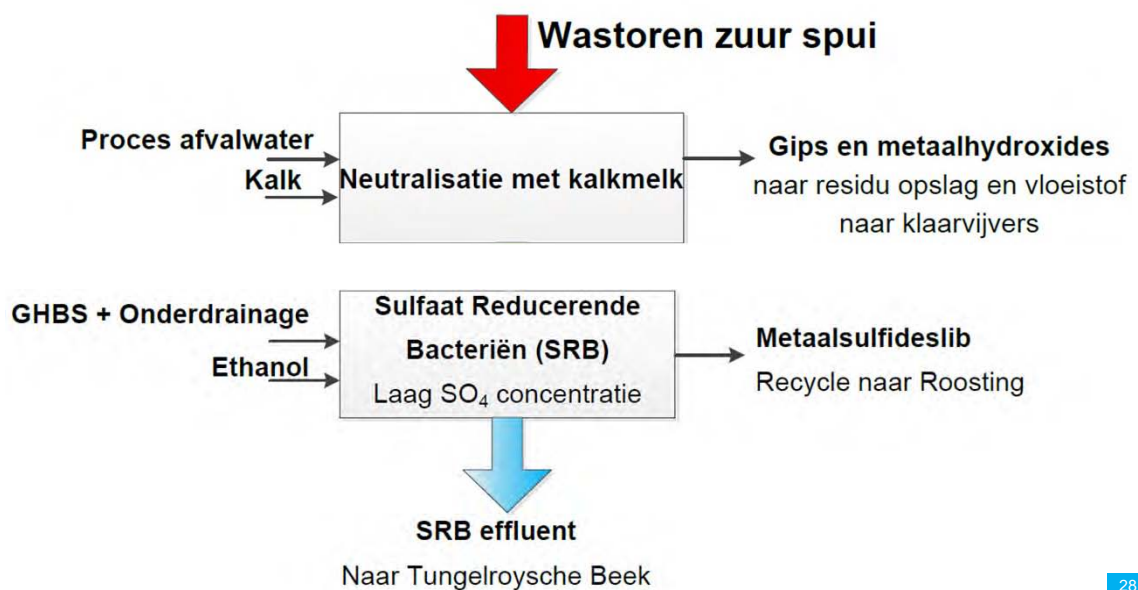 Wastoren zuur spui
Proces afvalwater
Kalk
Neutralisatie met kalkmelk
Gips en metaalhydroxides
naar residu opslag en vloeistof
naar klaarvijvers
GHBS + Onderdrainage
Ethanol
Sulfaat Reducerende
Bacteriën (SRB)
Laag SO₄ concentratie
Metaalsulfideslib
Recycle naar Roosting
SRB effluent
Naar Tungelroysche Beek
28